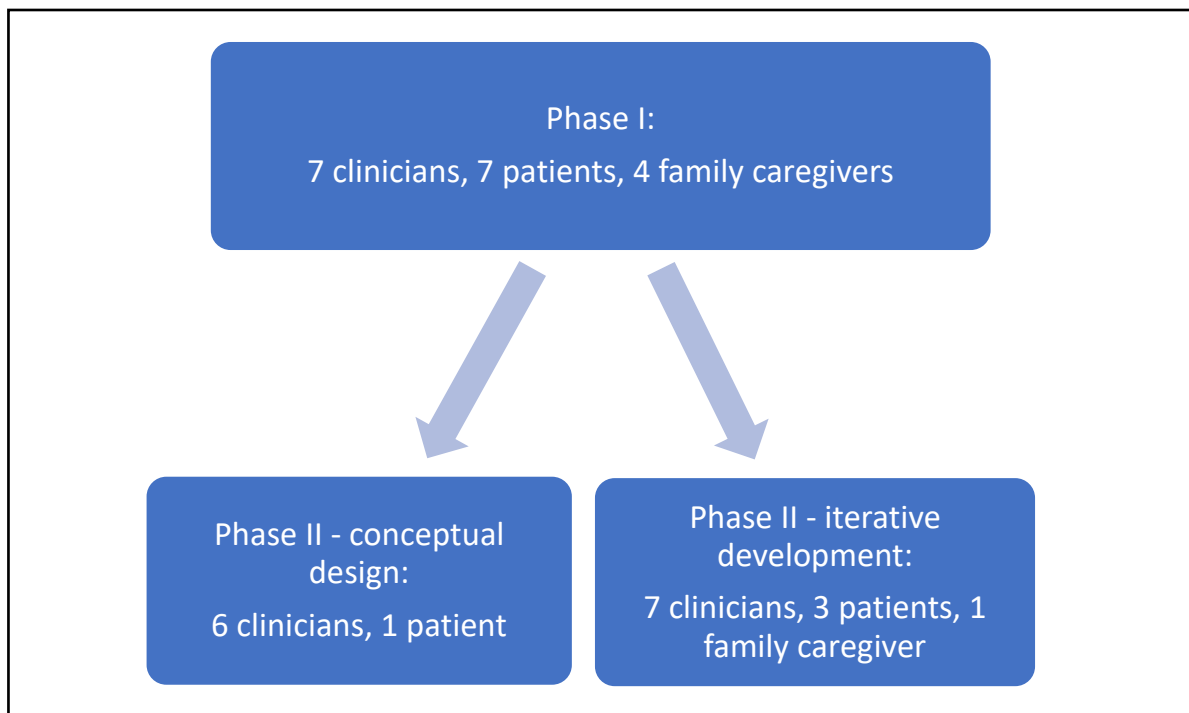 Phase I:
7 clinicians, 7 patients, 4 family caregivers
Phase II - conceptual
design:
6 clinicians, 1 patient
Phase II - iterative
development:
7 clinicians, 3 patients, 1
family caregiver